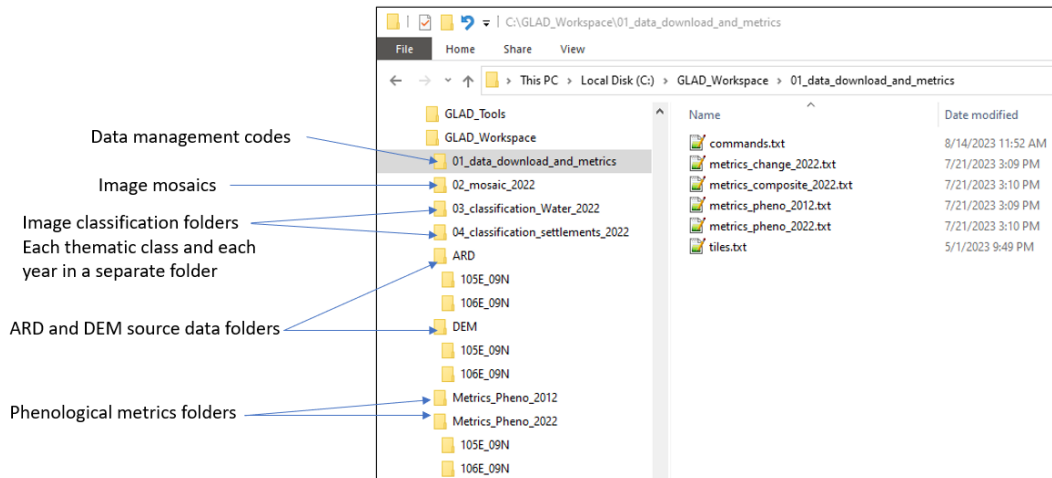 C:\GLAD_Workspace\01_data_download_and_metrics
File Home Share View
This PC > Local Disk (C:) > GLAD_Workspace > 01_data_download_and_metrics
Data management codes
Image mosaics
Image classification folders
Each thematic class and each
year in a separate folder
ARD and DEM source data folders
Phenological metrics folders
GLAD_Tools
GLAD_Workspace
01_data_download_and_metrics
02_mosaic_2022
03_classification_Water_2022
04_classification_settlements_2022
ARD
105E_09N
106E_09N
DEM
105E_09N
106E_09N
Metrics_Pheno_2012
Metrics_Pheno_2022
105E_09N
106E_09N
Name Date modified
commands.txt 8/14/2023 11:52 AM
metrics_change_2022.txt 7/21/2023 3:09 PM
metrics_composite_2022.txt 7/21/2023 3:10 PM
metrics_pheno_2012.txt 7/21/2023 3:09 PM
metrics_pheno_2022.txt 7/21/2023 3:10 PM
tiles.txt 5/1/2023 9:49 PM